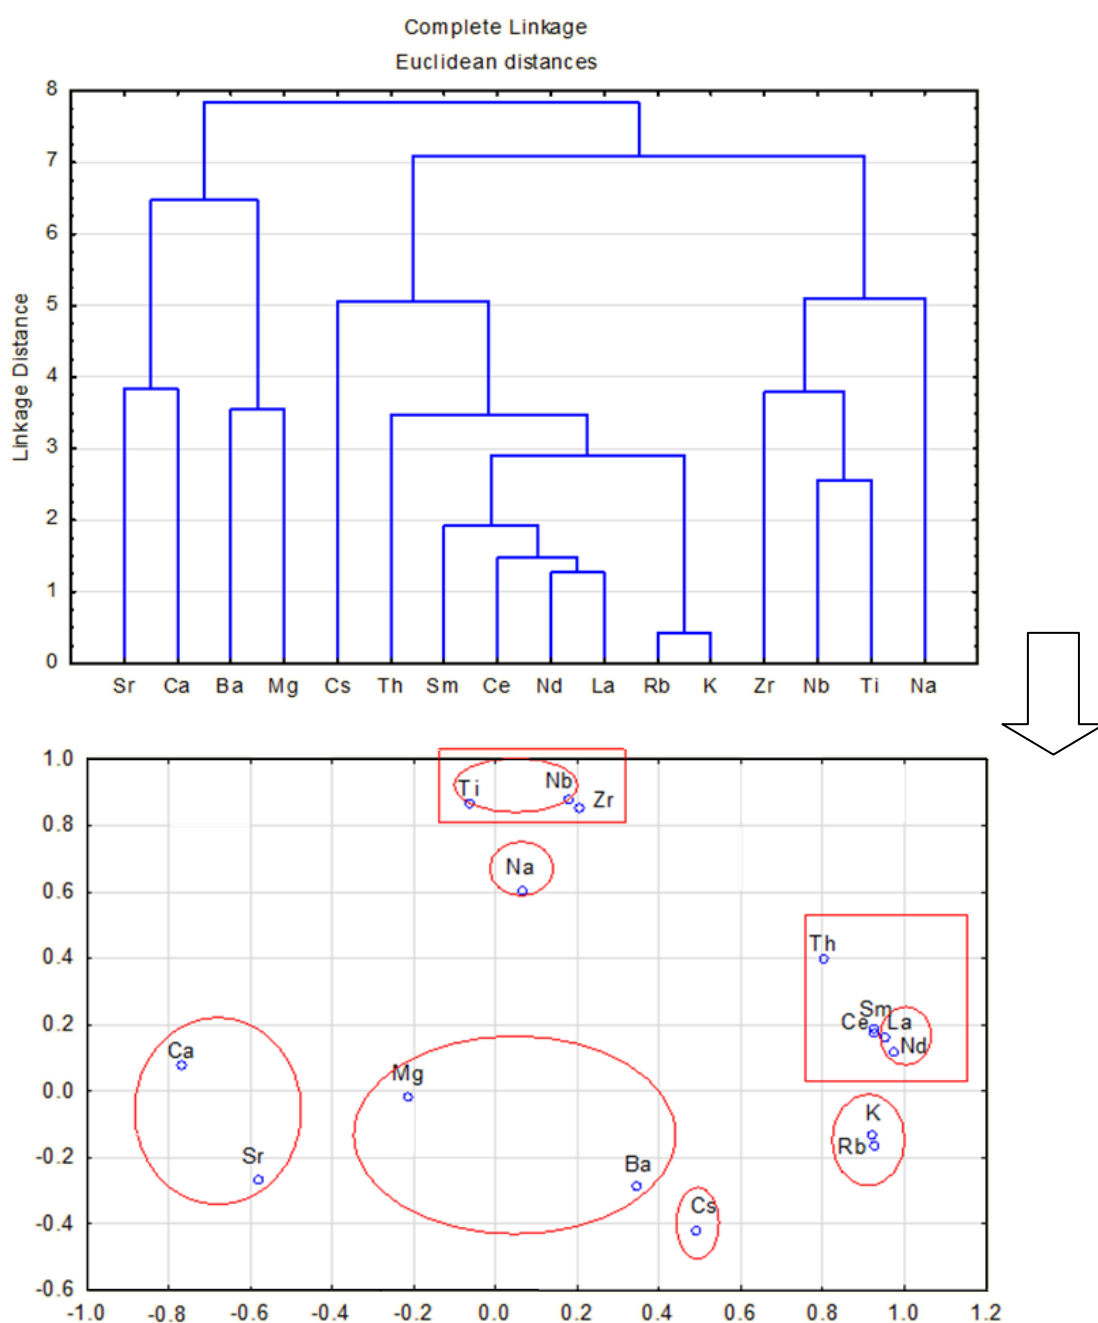 Complete Linkage
Euclidean distances
8
7
6
5
4
3
2
1
0
Linkage Distance
Sr Ca Ba Mg Cs Th Sm Ce Nd La Rb K Zr Nb Ti Na
1.0
0.8
0.6
0.4
0.2
0.0
-0.2
-0.4
-0.6
Ti Nb Zr
Na
Th
Sm
Ce La
Nd
Ca
Mg
K
Rb
Sr Ba
Cs
-1.0 -0.8 -0.6 -0.4 -0.2 0.0 0.2 0.4 0.6 0.8 1.0 1.2